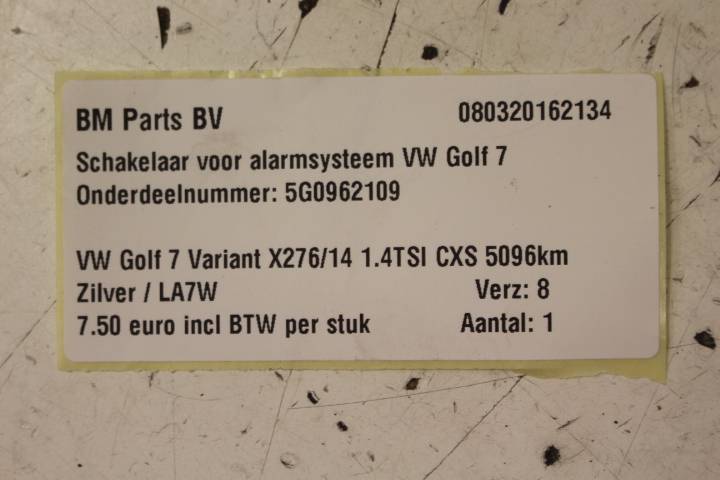 BM Parts BV 080320162134
Schakelaar voor alarmsysteem VW Golf 7
Onderdeelnummer: 5G0962109
VW Golf 7 Variant X276/14 1.4TSI CXS 5096km
Zilver / LA7W Verz: 8
7.50 euro incl BTW per stuk Aantal: 1